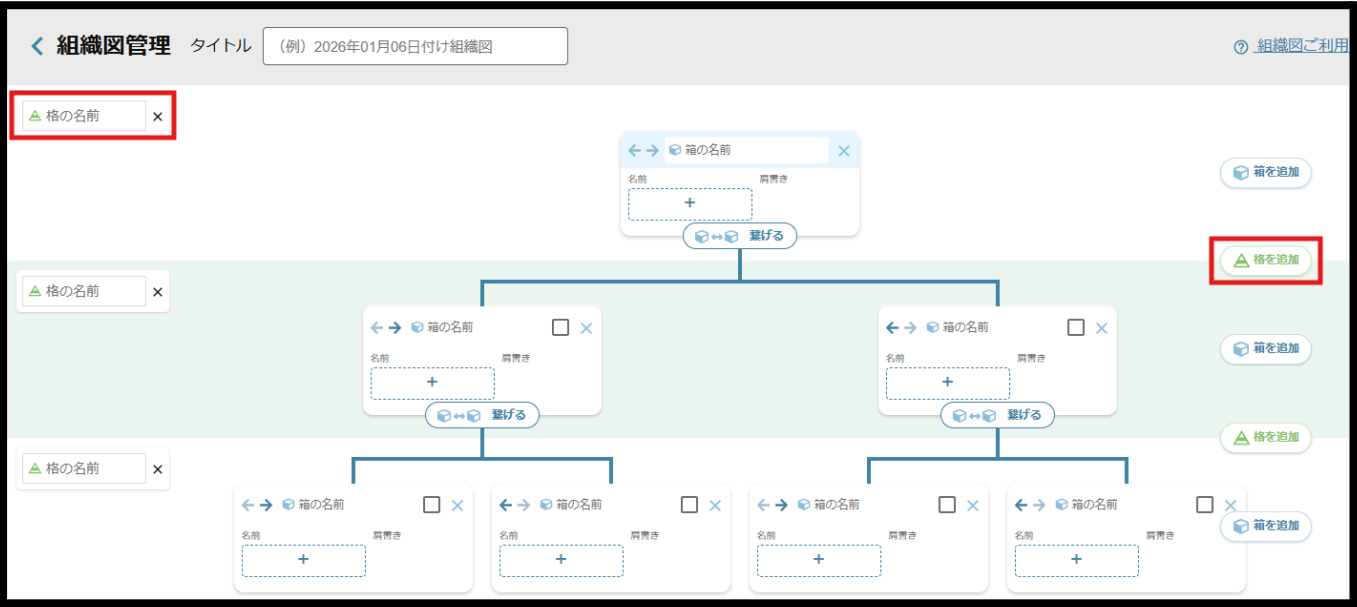 組織図管理 タイトル （例）2026年01月06日付け組織図 組織図ご利用
格の名前
箱の名前
箱を追加
名前 肩書き
+
繋げる
格を追加
格の名前
箱の名前 箱の名前
箱を追加
名前 肩書き 名前 肩書き
+ +
繋げる 繋げる
格を追加
格の名前
箱の名前 箱の名前 箱の名前 箱の名前
箱を追加
名前 肩書き 名前 肩書き 名前 肩書き 名前 肩書き
+ + + +